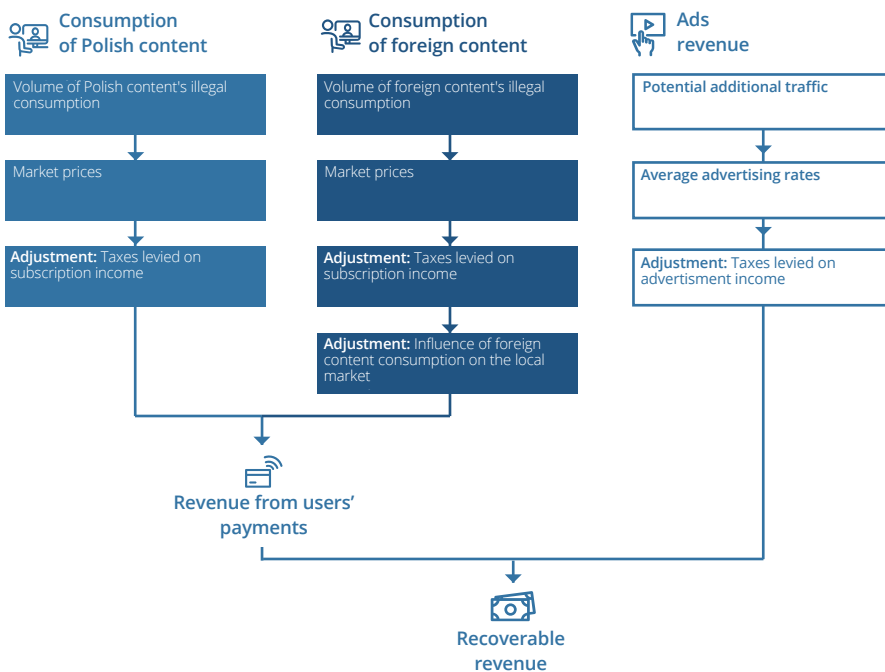 Consumption
of Polish content
Volume of Polish content's illegal
consumption
Market prices
Adjustment: Taxes levied on
subscription income
Consumption
of foreign content
Volume of foreign content's illegal
consumption
Market prices
Adjustment: Taxes levied on
subscription income
Adjustment: Influence of foreign
content consumption on the local
market
Ads
revenue
Potential additional traffic
Average advertising rates
Adjustment: Taxes levied on
advertisment income
Revenue from users’
payments
Recoverable
revenue